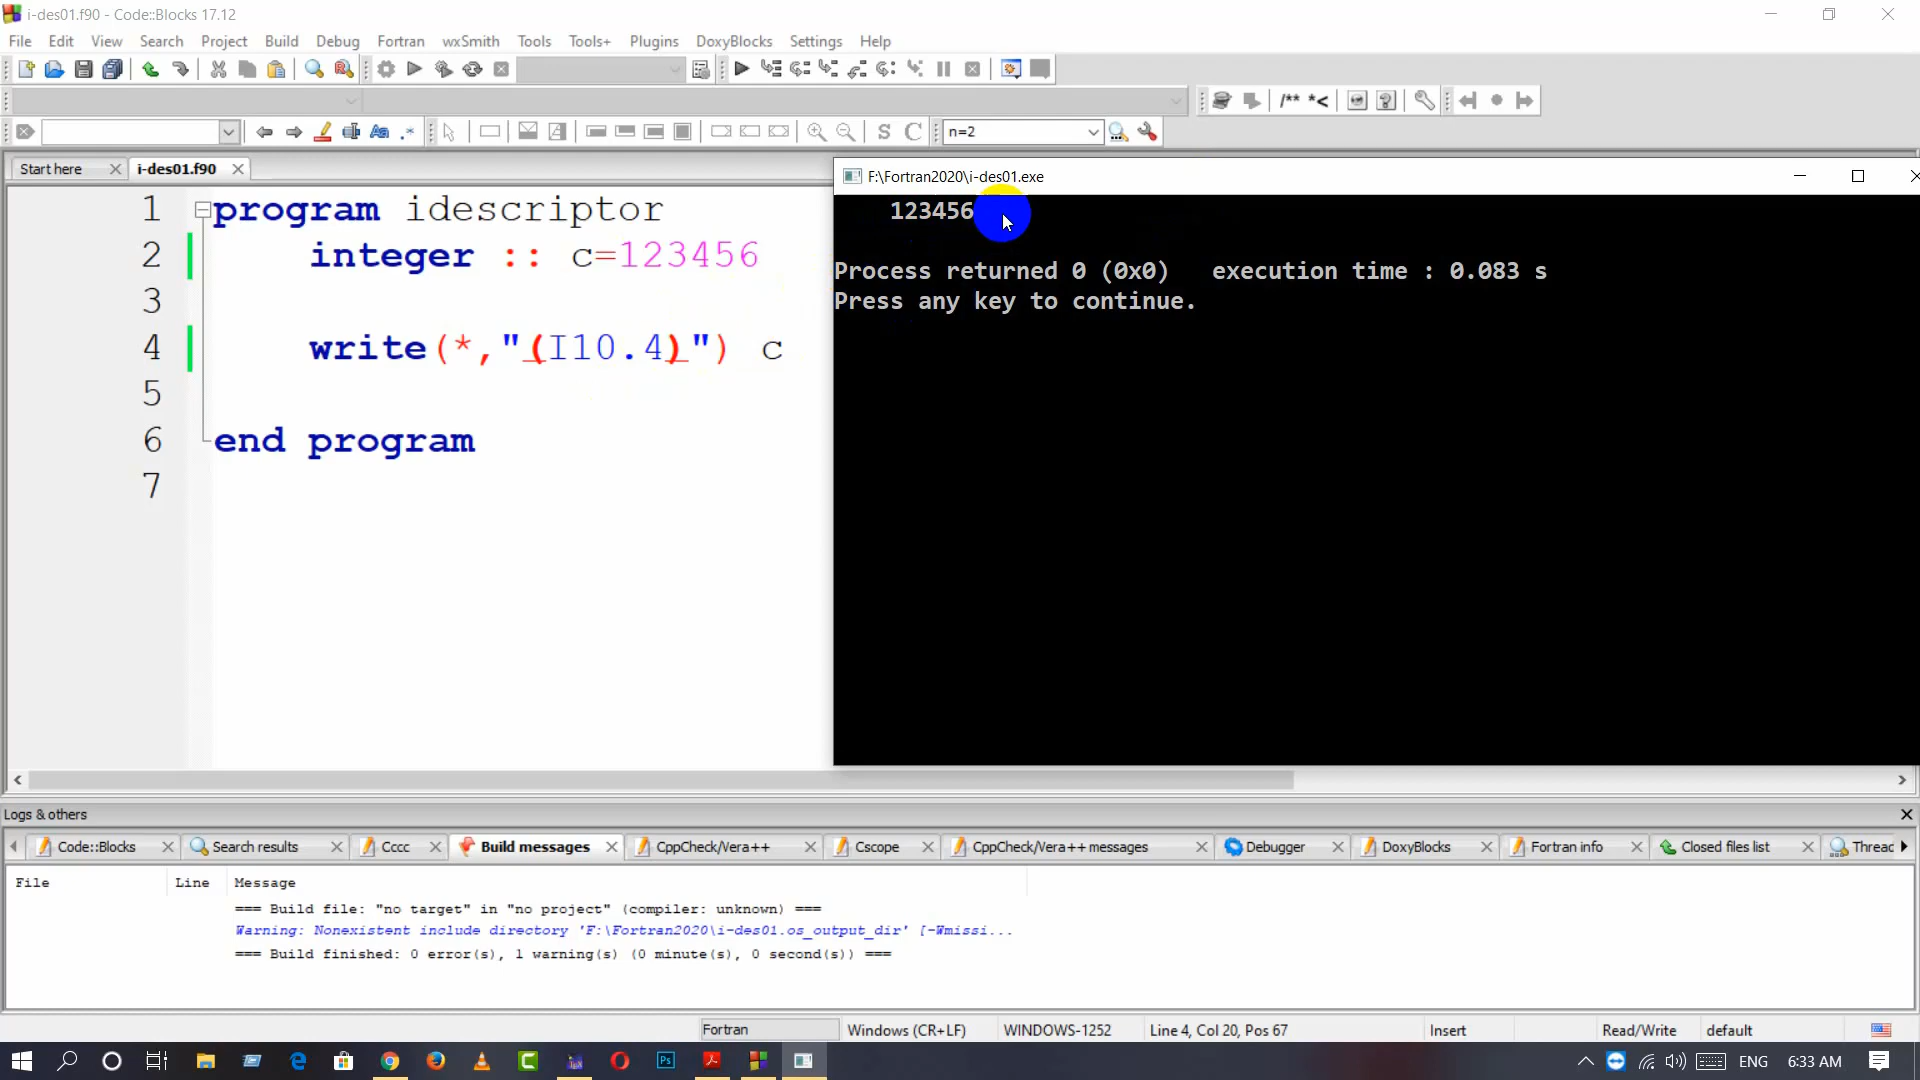 i-des01.f90 - Code::Blocks 17.12
File Edit View Search Project Build Debug Fortran wxSmith Tools Tools+ Plugins DoxyBlocks Settings Help
/** *<
n=2
Start here
i-des01.f90
1 program idescriptor
2 integer :: c=123456
3
4 write(*,"(I10.4)") c
5
6 end program
7
F:\Fortran2020\i-des01.exe
123456
Process returned 0 (0x0) execution time : 0.083 s
Press any key to continue.
Logs & others
Code::Blocks Search results Cccc Build messages CppCheck/Vera++ Cscope CppCheck/Vera++ messages Debugger DoxyBlocks Fortran info Closed files list Threac
File Line Message
=== Build file: "no target" in "no project" (compiler: unknown) ===
Warning: Nonexistent include directory 'F:\Fortran2020\i-des01.os_output_dir' [-Wmissi...
=== Build finished: 0 error(s), 1 warning(s) (0 minute(s), 0 second(s)) ===
Fortran Windows (CR+LF) WINDOWS-1252 Line 4, Col 20, Pos 67 Insert Read/Write default
ENG 6:33 AM